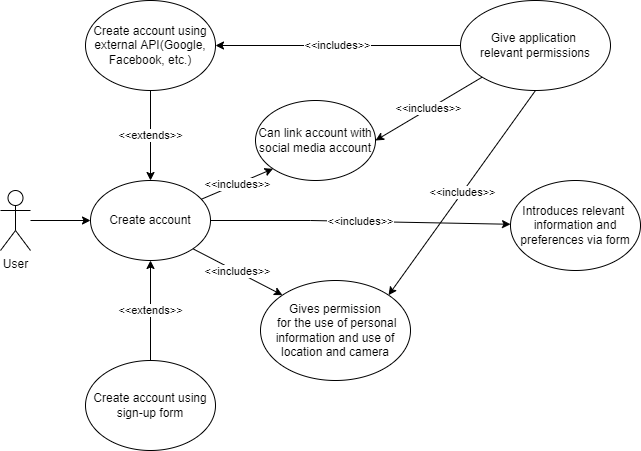 Create account using
external API(Google,
Facebook, etc.)
<<includes>>
Give application
relevant permissions
<<extends>>
Can link account with
social media account
<<includes>>
<<includes>>
<<includes>>
User
Create account
<<includes>>
Introduces relevant
information and
preferences via form
<<includes>>
Gives permission
for the use of personal
information and use of
location and camera
<<extends>>
Create account using
sign-up form